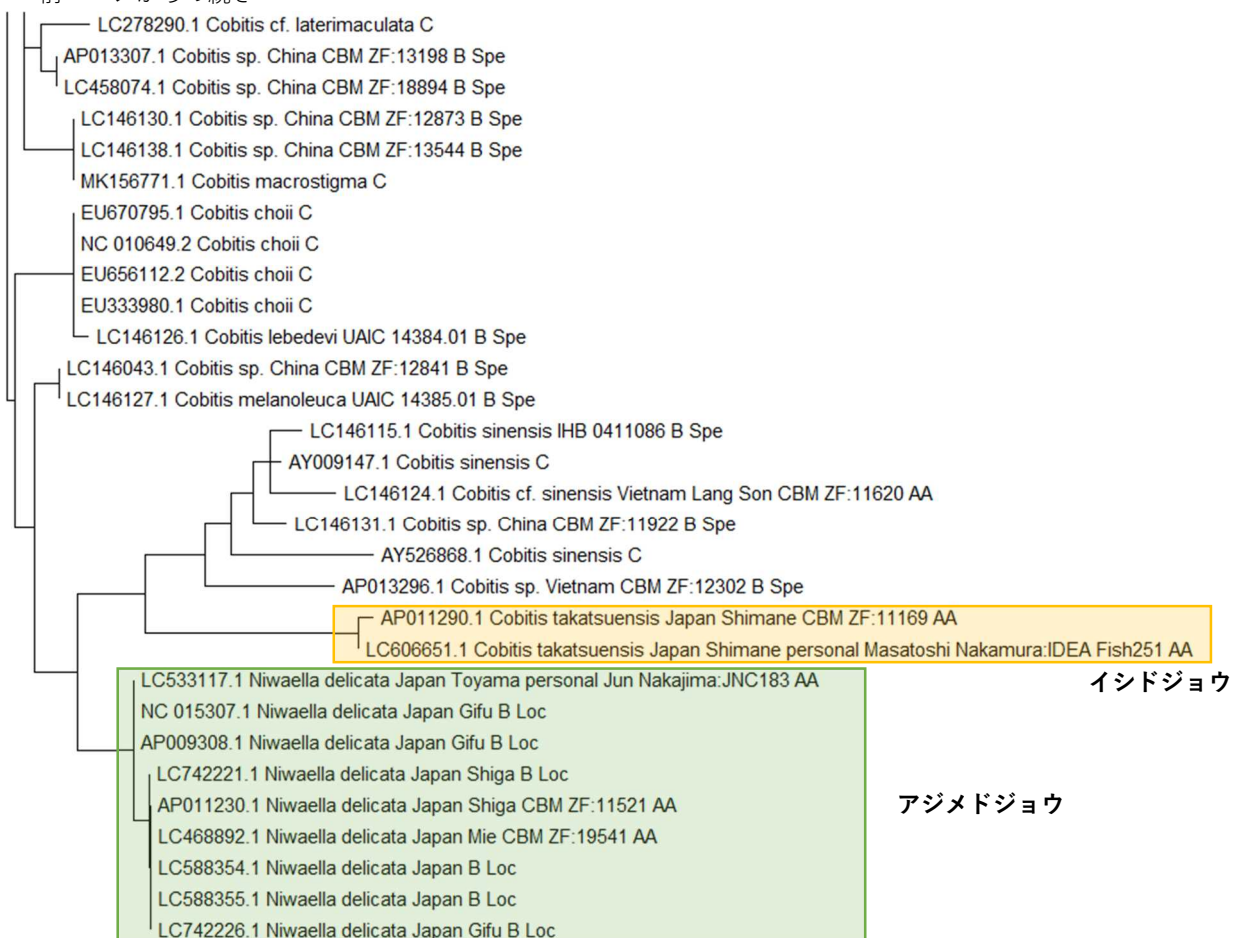 LC278290.1 Cobitis cf. laterimaculata C
AP013307.1 Cobitis sp. China CBM ZF:13198 B Spe
LC458074.1 Cobitis sp. China CBM ZF:18894 B Spe
LC146130.1 Cobitis sp. China CBM ZF:12873 B Spe
LC146138.1 Cobitis sp. China CBM ZF:13544 B Spe
MK156771.1 Cobitis macrostigma C
EU670795.1 Cobitis choii C
NC 010649.2 Cobitis choii C
EU656112.2 Cobitis choii C
EU333980.1 Cobitis choii C
LC146126.1 Cobitis lebedevi UAIC 14384.01 B Spe
LC146043.1 Cobitis sp. China CBM ZF:12841 B Spe
LC146127.1 Cobitis melanoleuca UAIC 14385.01 B Spe
LC146115.1 Cobitis sinensis IHB 0411086 B Spe
AY009147.1 Cobitis sinensis C
LC146124.1 Cobitis cf. sinensis Vietnam Lang Son CBM ZF:11620 AA
LC146131.1 Cobitis sp. China CBM ZF:11922 B Spe
AY526868.1 Cobitis sinensis C
AP013296.1 Cobitis sp. Vietnam CBM ZF:12302 B Spe
AP011290.1 Cobitis takatsuensis Japan Shimane CBM ZF:11169 AA
LC606651.1 Cobitis takatsuensis Japan Shimane personal Masatoshi Nakamura:IDEA Fish251 AA
イシドジョウ
LC533117.1 Niwaella delicata Japan Toyama personal Jun Nakajima:JNC183 AA
NC 015307.1 Niwaella delicata Japan Gifu B Loc
AP009308.1 Niwaella delicata Japan Gifu B Loc
LC742221.1 Niwaella delicata Japan Shiga B Loc
AP011230.1 Niwaella delicata Japan Shiga CBM ZF:11521 AA
アジメドジョウ
LC468892.1 Niwaella delicata Japan Mie CBM ZF:19541 AA
LC588354.1 Niwaella delicata Japan B Loc
LC588355.1 Niwaella delicata Japan B Loc
LC742226.1 Niwaella delicata Japan Gifu B Loc